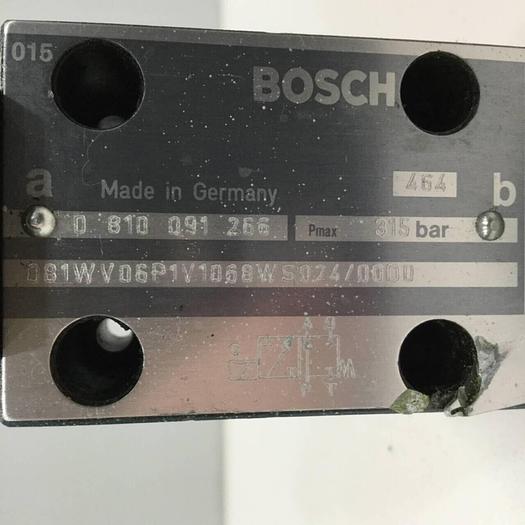 015
BOSCH
a Made in Germany 464 b
0 810 091 266 Pmax 315 bar
081WV06P1V1068WS024/00D0